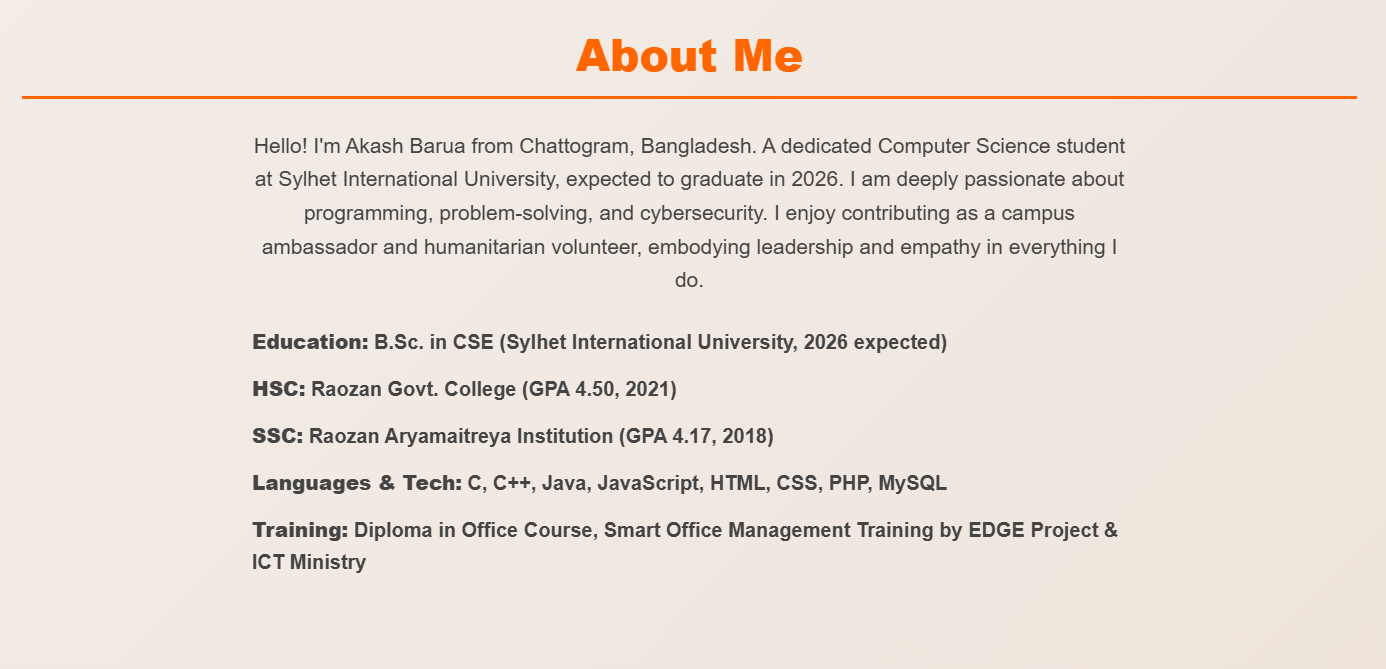 About Me
Hello! I'm Akash Barua from Chattogram, Bangladesh. A dedicated Computer Science student
at Sylhet International University, expected to graduate in 2026. I am deeply passionate about
programming, problem-solving, and cybersecurity. I enjoy contributing as a campus
ambassador and humanitarian volunteer, embodying leadership and empathy in everything I
do.
Education: B.Sc. in CSE (Sylhet International University, 2026 expected)
HSC: Raozan Govt. College (GPA 4.50, 2021)
SSC: Raozan Aryamaitreya Institution (GPA 4.17, 2018)
Languages & Tech: C, C++, Java, JavaScript, HTML, CSS, PHP, MySQL
Training: Diploma in Office Course, Smart Office Management Training by EDGE Project &
ICT Ministry